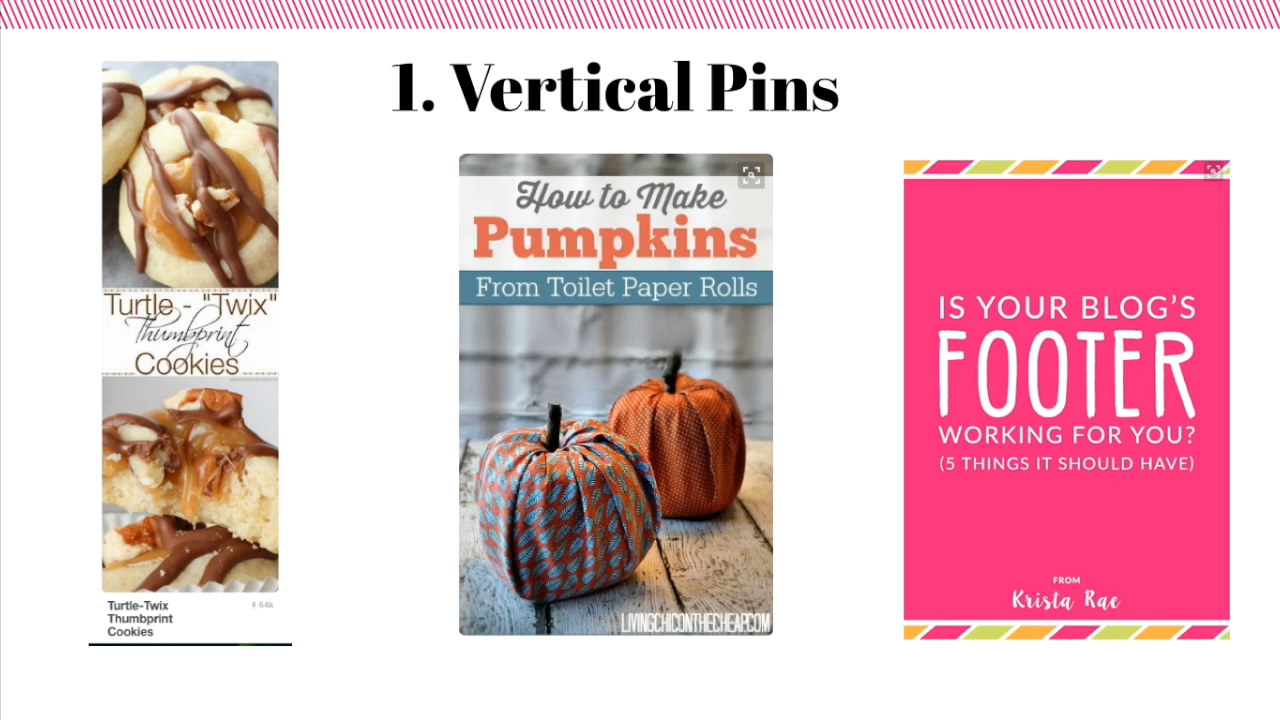 1. Vertical Pins
Turtle - "Twix"
Thumbprint
Cookies
Turtle-Twix
Thumbprint
Cookies
64k
How to Make
Pumpkins
From Toilet Paper Rolls
LIVINGCHICONTHECHEAP.COM
IS YOUR BLOG'S
FOOTER
WORKING FOR YOU?
(5 THINGS IT SHOULD HAVE)
FROM
Krista Rae